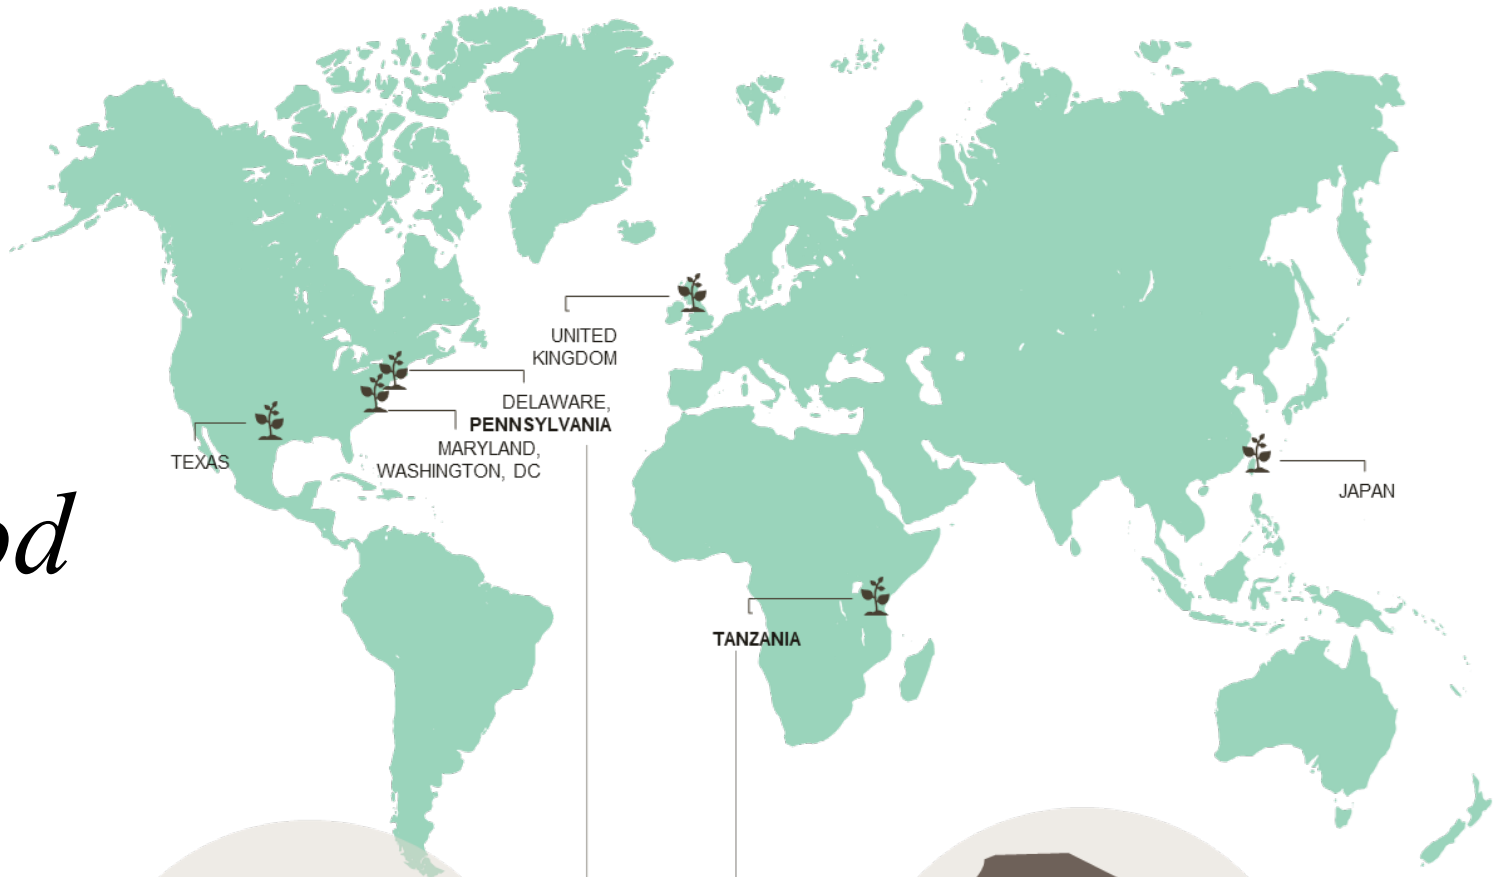 UNITED
KINGDOM
DELAWARE,
PENNSYLVANIA
MARYLAND,
WASHINGTON, DC
TEXAS
JAPAN
TANZANIA